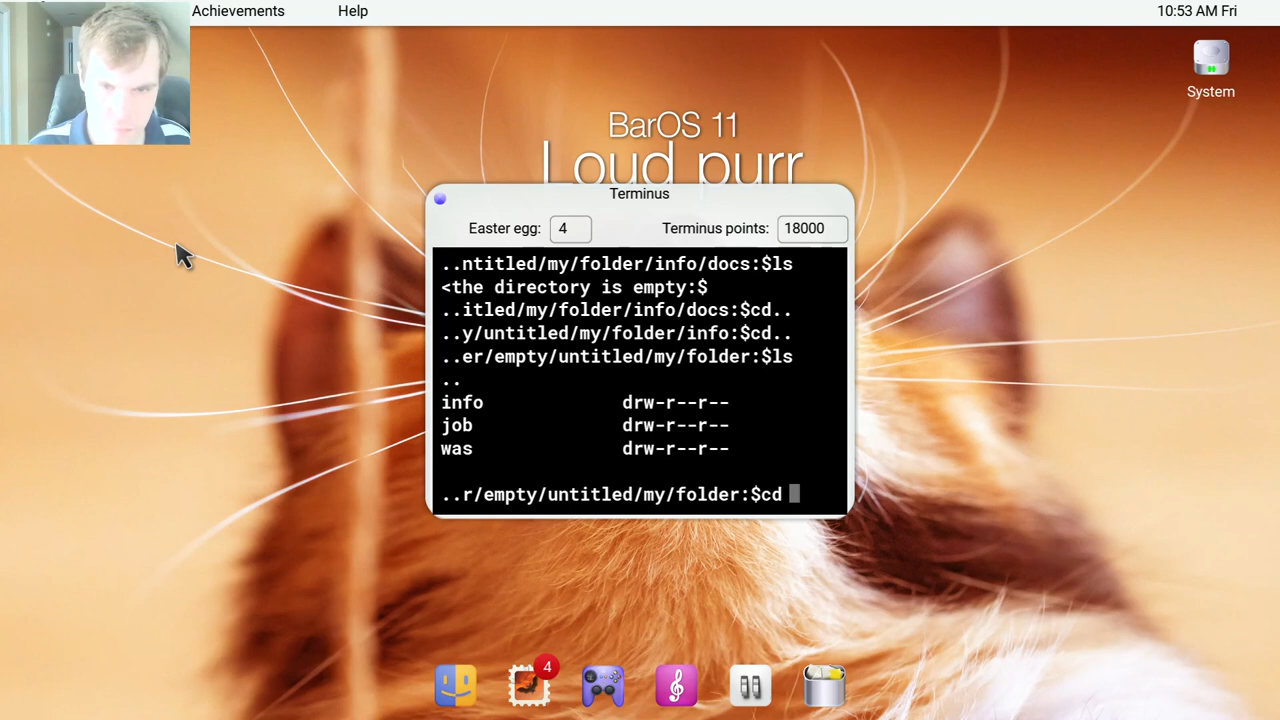 Achievements Help 10:53 AM Fri
System
BarOS 11
Loud purr
Terminus
Easter egg: 4 Terminus points: 18000
..ntitled/my/folder/info/docs:$ls
<the directory is empty:$
..itled/my/folder/info/docs:$cd..
..y/untitled/my/folder/info:$cd..
..er/empty/untitled/my/folder:$ls
..
info drw-r--r--
job drw-r--r--
was drw-r--r--
..r/empty/untitled/my/folder:$cd
4